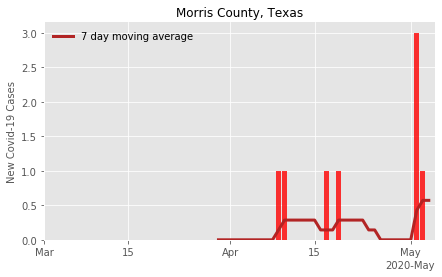 Morris County, Texas
7 day moving average
New Covid-19 Cases
3.0
2.5
2.0
1.5
1.0
0.5
0.0
Mar
15
Apr
15
May
2020-May